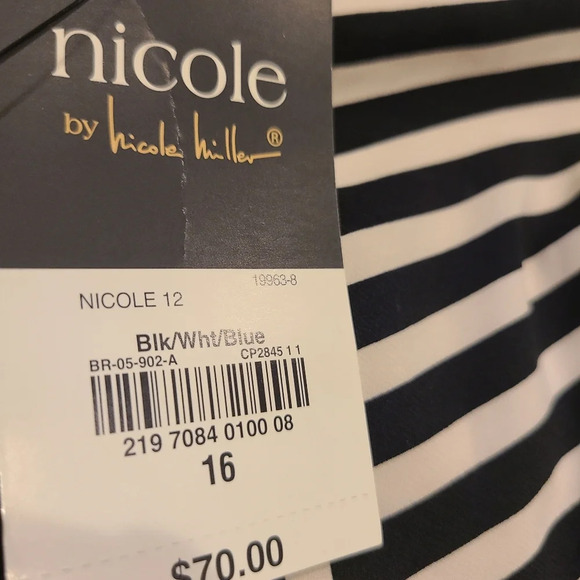 nicole
by Nicole Miller®
19963-8
NICOLE 12
Blk/Wht/Blue
BR-05-902-A CP2845 1 1
219 7084 0100 08
16
$70.00